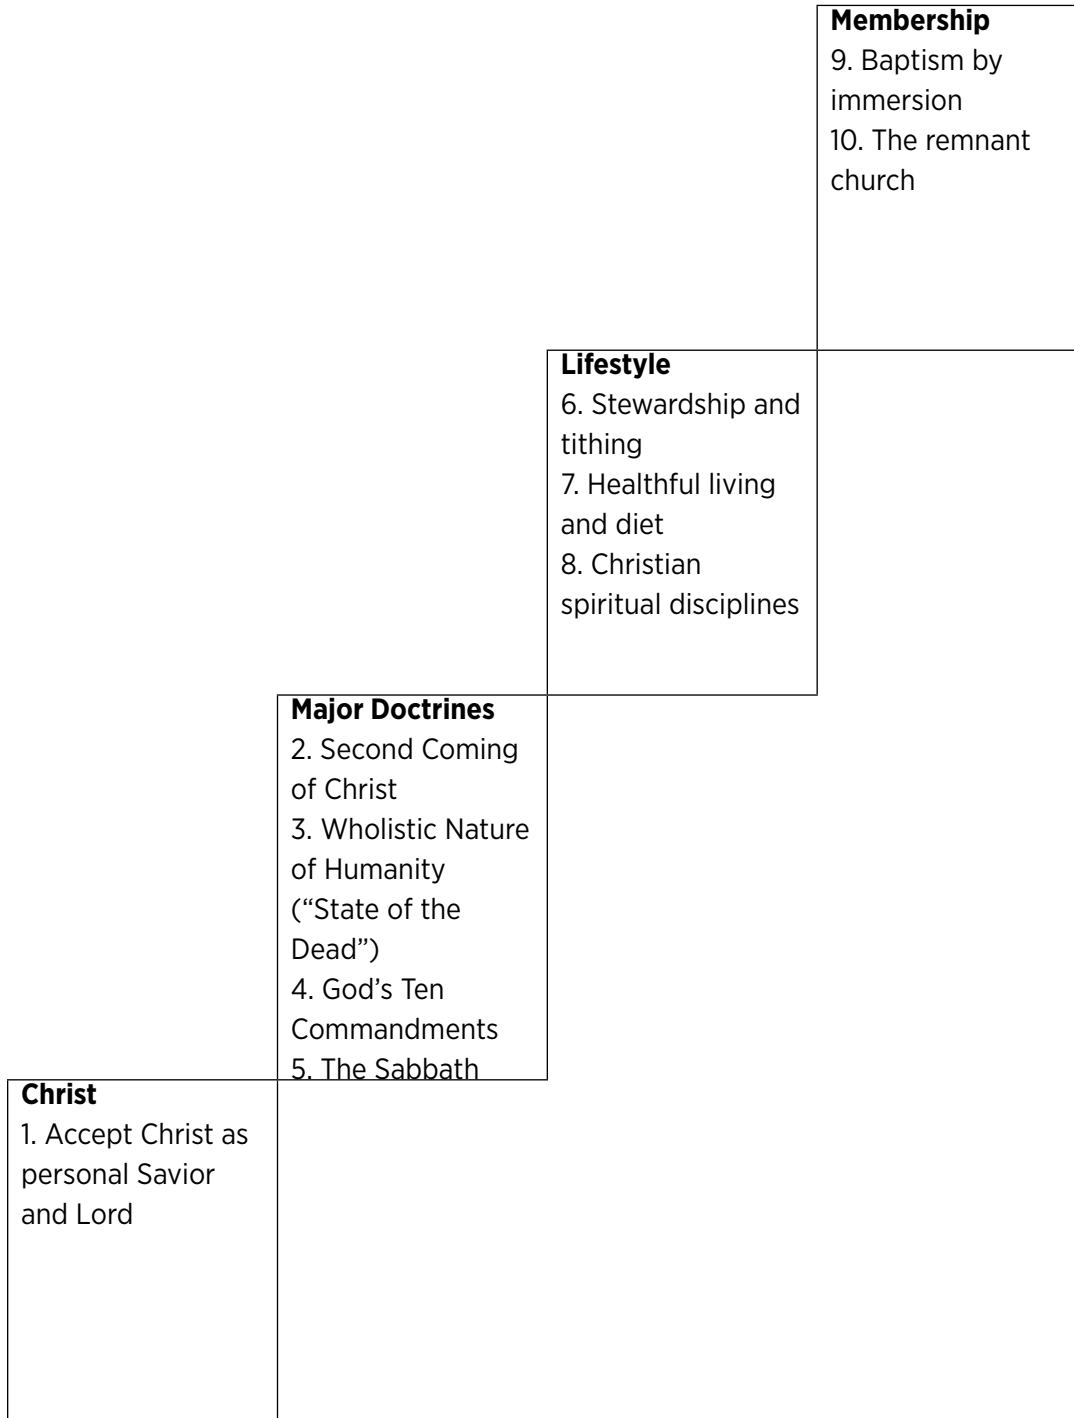 Membership
9. Baptism by
immersion
10. The remnant
church
Lifestyle
6. Stewardship and
tithing
7. Healthful living
and diet
8. Christian
spiritual disciplines
Major Doctrines
2. Second Coming
of Christ
3. Wholistic Nature
of Humanity
(“State of the
Dead”)
4. God’s Ten
Commandments
5. The Sabbath
Christ
1. Accept Christ as
personal Savior
and Lord